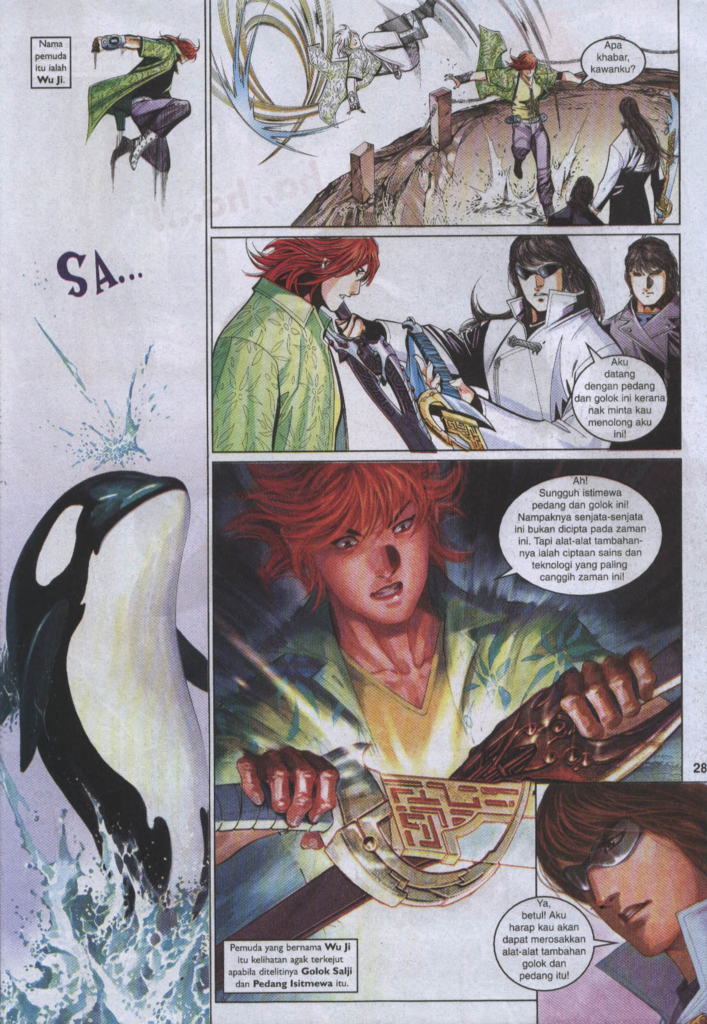 Nama
pemuda
itu ialah
Wu Ji.
Apa
khabar,
kawanku?
SA...
Aku
datang
dengan pedang
dan golok ini kerana
nak minta kau
menolong aku
ini!
Ah!
Sungguh istimewa
pedang dan golok ini!
Nampaknya senjata-senjata
ini bukan dicipta pada zaman
ini. Tapi alat-alat tambahan-
nya ialah ciptaan sains dan
teknologi yang paling
canggih zaman ini!
28
Ya,
betul! Aku
harap kau akan
dapat merosakkan
alat-alat tambahan
golok dan
pedang itu!
Pemuda yang bernama Wu Ji
itu kelihatan agak terkejut
apabila ditelitinya Golok Salji
dan Pedang Isitmewa itu.